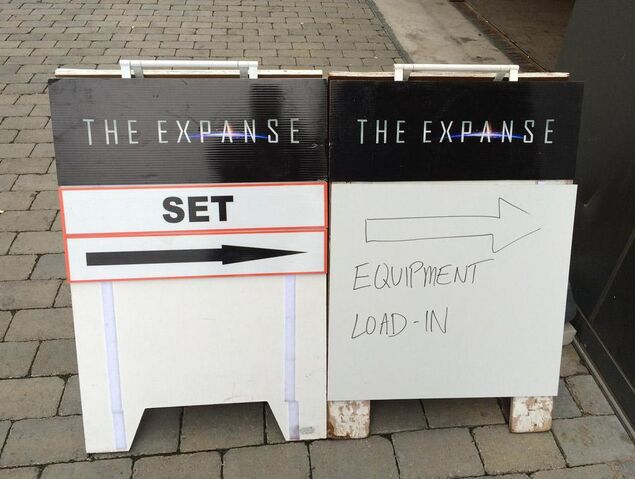 THE EXPANSE
SET
THE EXPANSE
EQUIPMENT
LOAD-IN